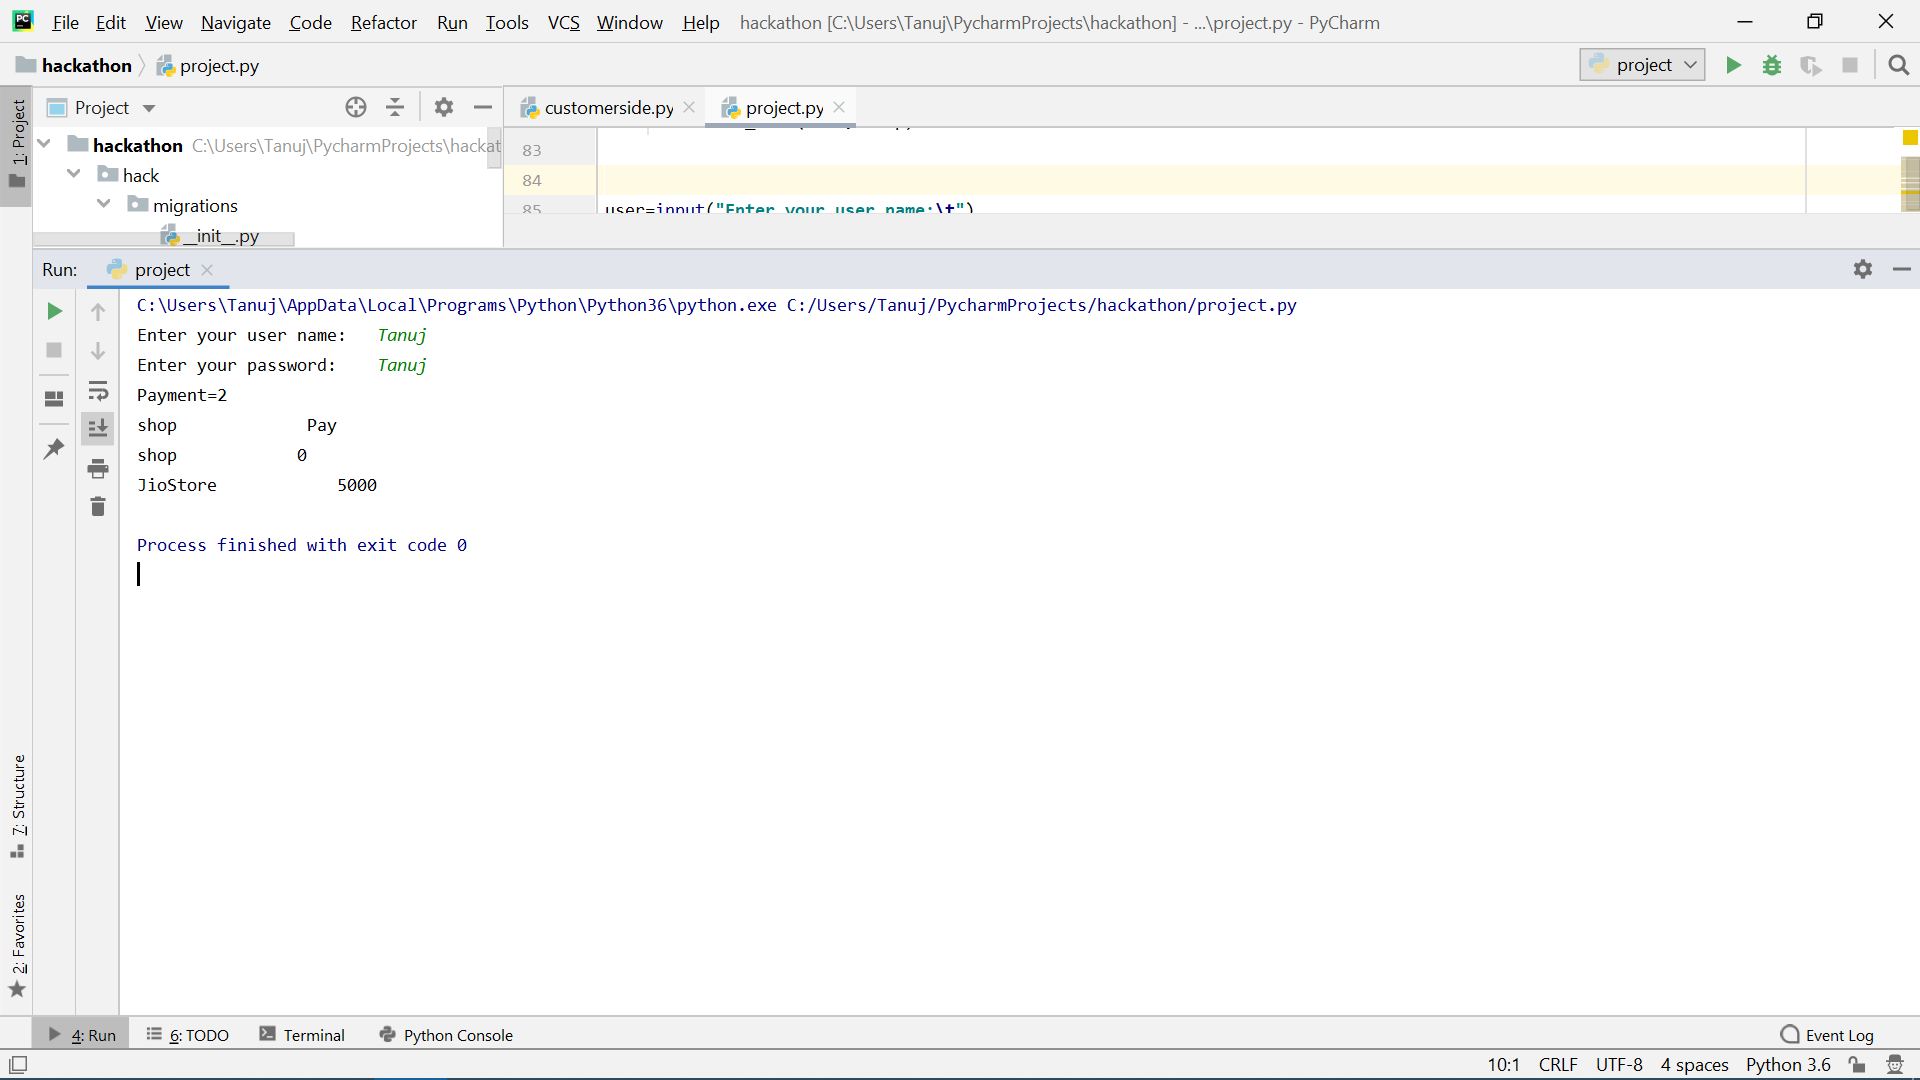 File Edit View Navigate Code Refactor Run Tools VCS Window Help hackathon [C:\Users\Tanuj\PycharmProjects\hackathon] - ...\project.py - PyCharm
hackathon project.py project
1: Project
Project
customerside.py project.py
hackathon C:\Users\Tanuj\PycharmProjects\hackat
hack
migrations
__init__.py
83
84
85 user=input("Enter your user name:\t")
Run: project
C:\Users\Tanuj\AppData\Local\Programs\Python\Python36\python.exe C:/Users/Tanuj/PycharmProjects/hackathon/project.py
Enter your user name: Tanuj
Enter your password: Tanuj
Payment=2
shop Pay
shop 0
JioStore 5000
Process finished with exit code 0
7: Structure
2: Favorites
4: Run 6: TODO Terminal Python Console Event Log
10:1 CRLF UTF-8 4 spaces Python 3.6